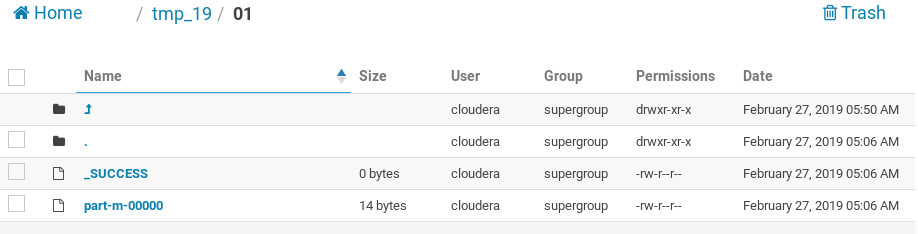 Home / tmp_19 / 01 Trash
Name Size User Group Permissions Date
cloudera supergroup drwxr-xr-x February 27, 2019 05:50 AM
. cloudera supergroup drwxr-xr-x February 27, 2019 05:06 AM
_SUCCESS 0 bytes cloudera supergroup -rw-r--r-- February 27, 2019 05:06 AM
part-m-00000 14 bytes cloudera supergroup -rw-r--r-- February 27, 2019 05:06 AM